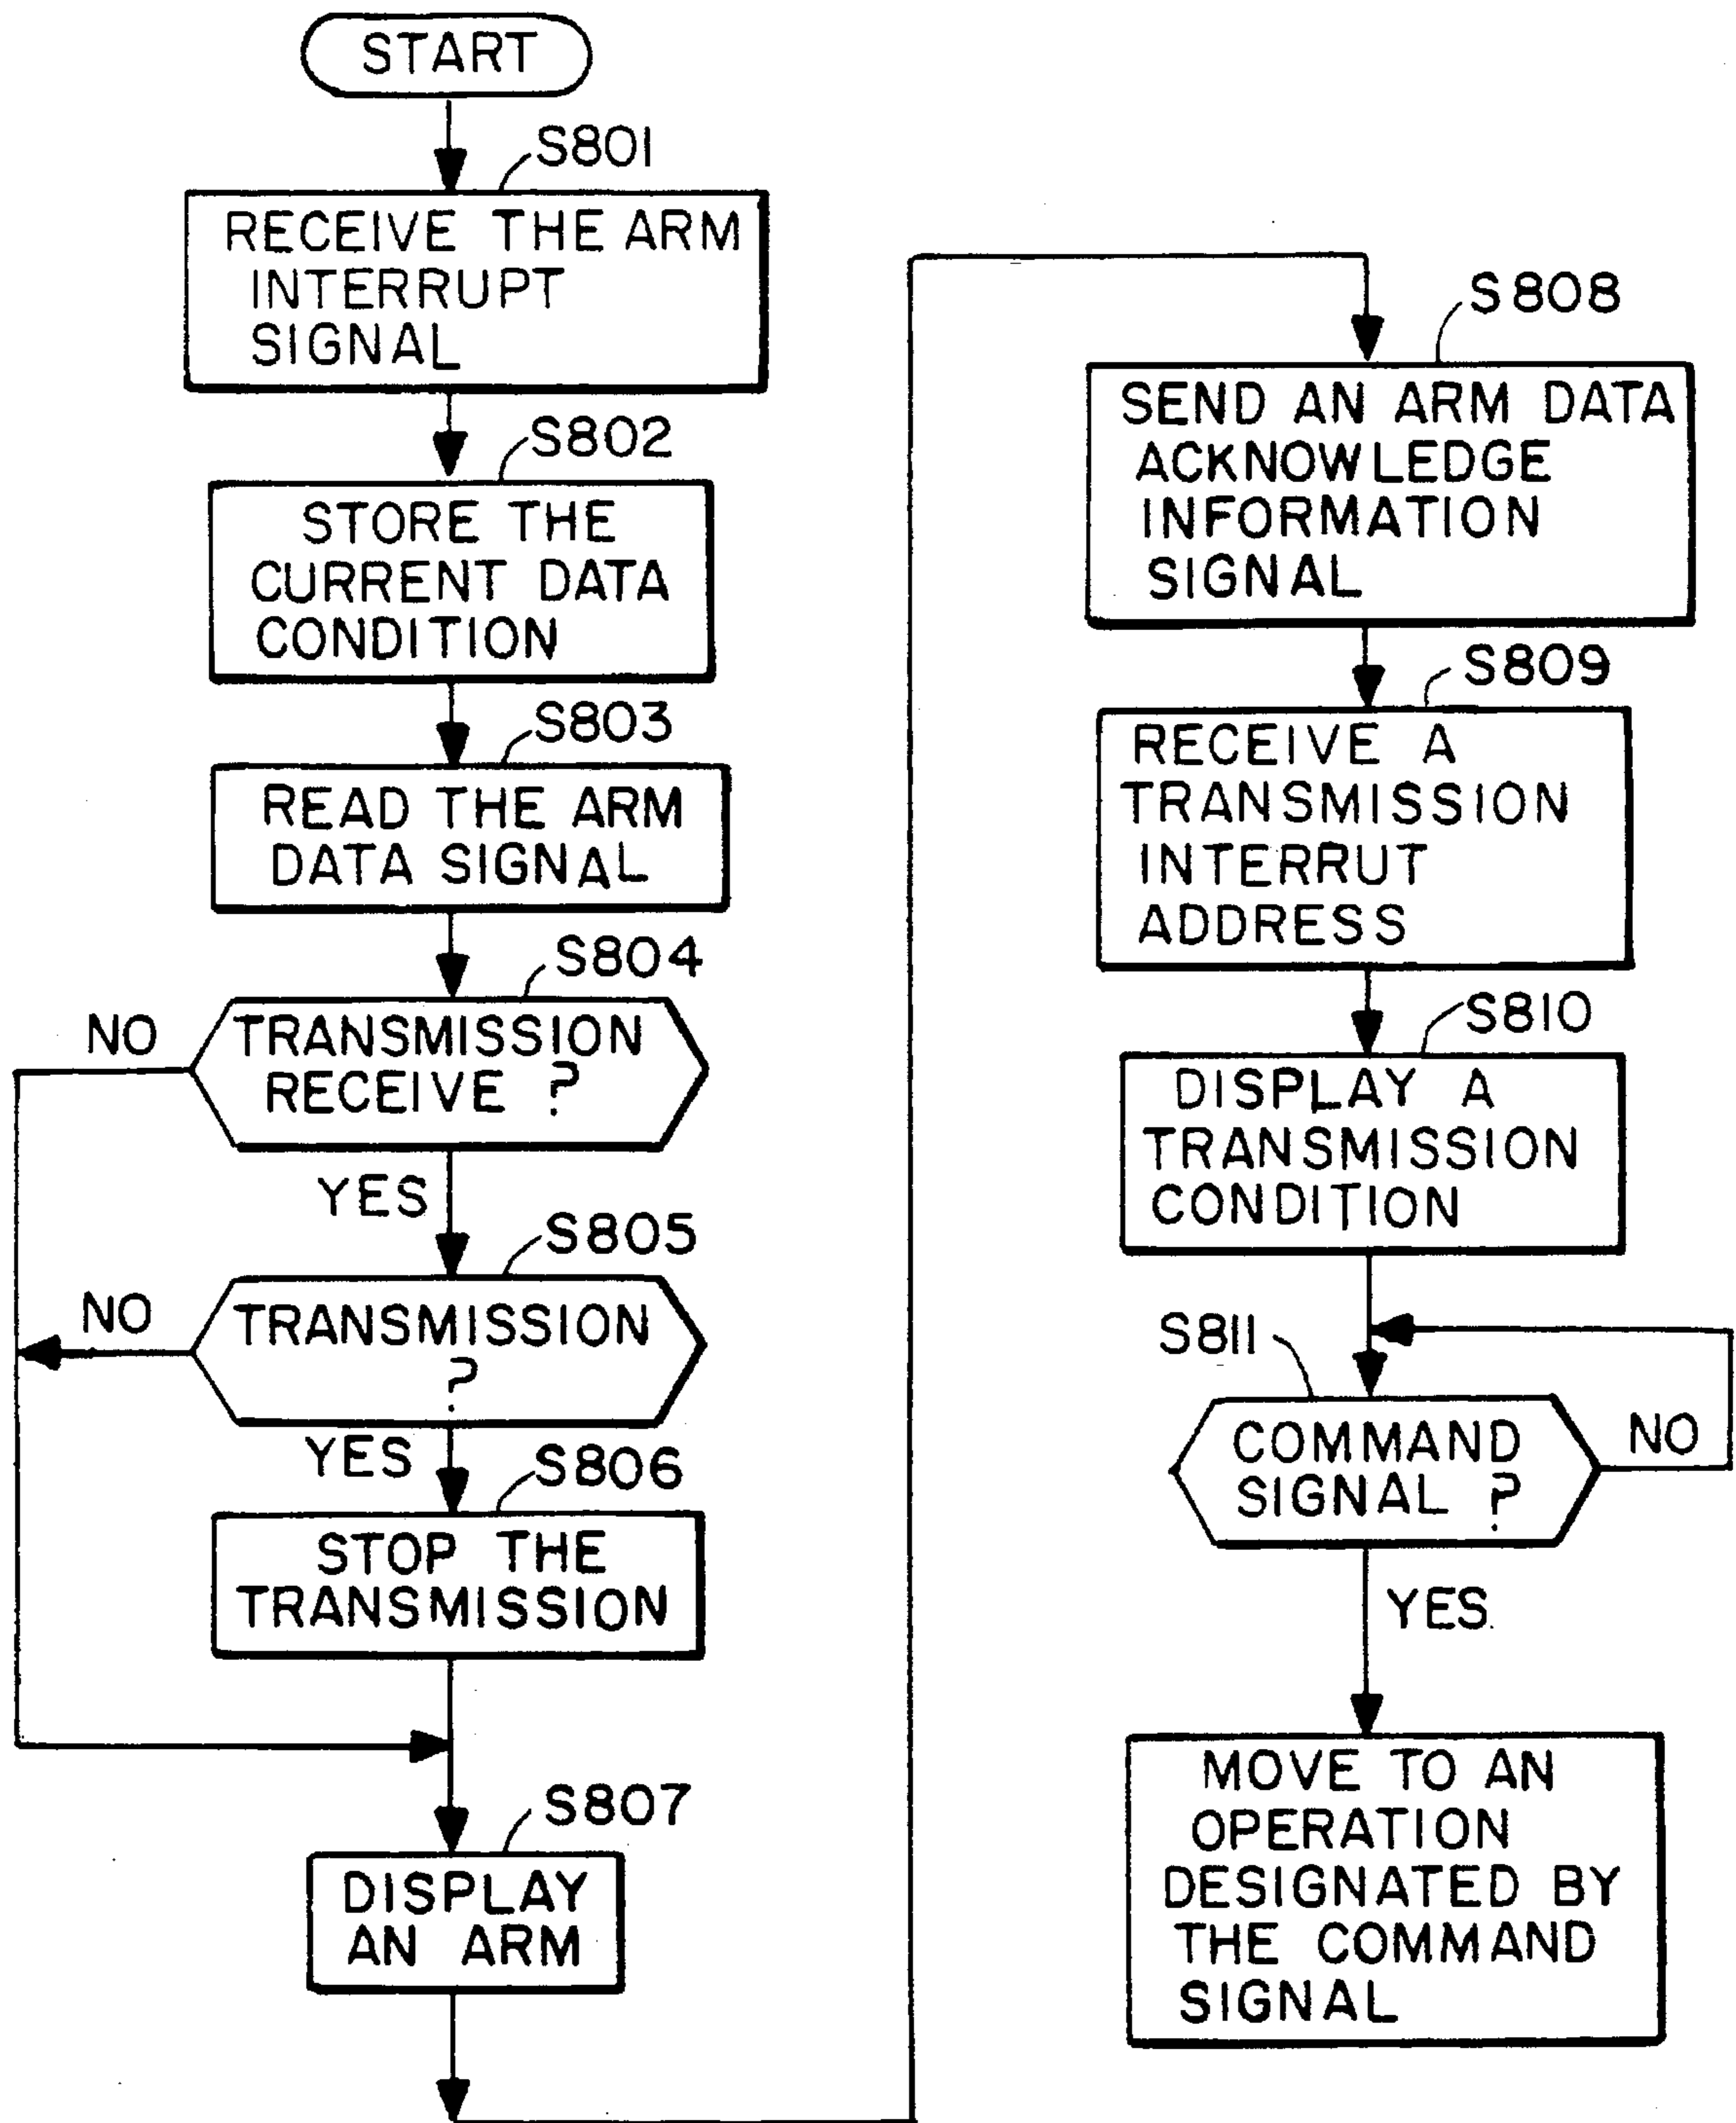 START
S801
RECEIVE THE ARM
INTERRUPT
SIGNAL
S802
STORE THE
CURRENT DATA
CONDITION
S803
READ THE ARM
DATA SIGNAL
S804
NO
TRANSMISSION
RECEIVE ?
YES
S805
NO
TRANSMISSION
?
YES
S806
STOP THE
TRANSMISSION
S807
DISPLAY
AN ARM
S808
SEND AN ARM DATA
ACKNOWLEDGE
INFORMATION
SIGNAL
S809
RECEIVE A
TRANSMISSION
INTERRUT
ADDRESS
S810
DISPLAY A
TRANSMISSION
CONDITION
S811
COMMAND
SIGNAL ?
NO
YES
MOVE TO AN
OPERATION
DESIGNATED BY
THE COMMAND
SIGNAL